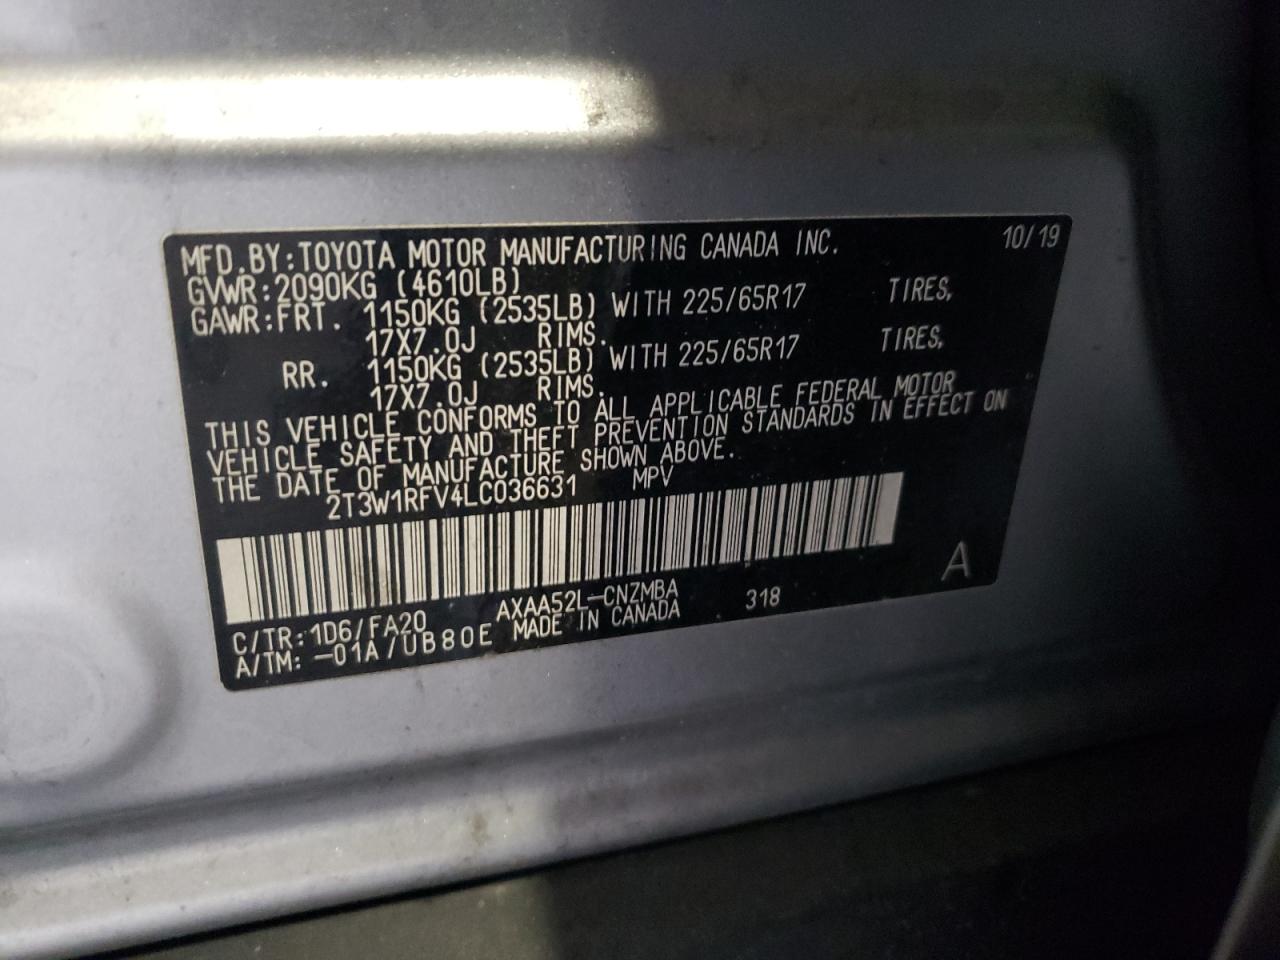 MFD.BY:TOYOTA MOTOR MANUFACTURING CANADA INC. 10/19
GVWR:2090KG (4610LB)
GAWR:FRT. 1150KG (2535LB) WITH 225/65R17 TIRES,
17X7.0J RIMS.
RR. 1150KG (2535LB) WITH 225/65R17 TIRES,
17X7.0J RIMS.
THIS VEHICLE CONFORMS TO ALL APPLICABLE FEDERAL MOTOR
VEHICLE SAFETY AND THEFT PREVENTION STANDARDS IN EFFECT ON
THE DATE OF MANUFACTURE SHOWN ABOVE.
2T3W1RFV4LC036631 MPV
A
C/TR:1D6/FA20 AXAA52L-CNZMBA 318
A/TM:-01A/UB80E MADE IN CANADA